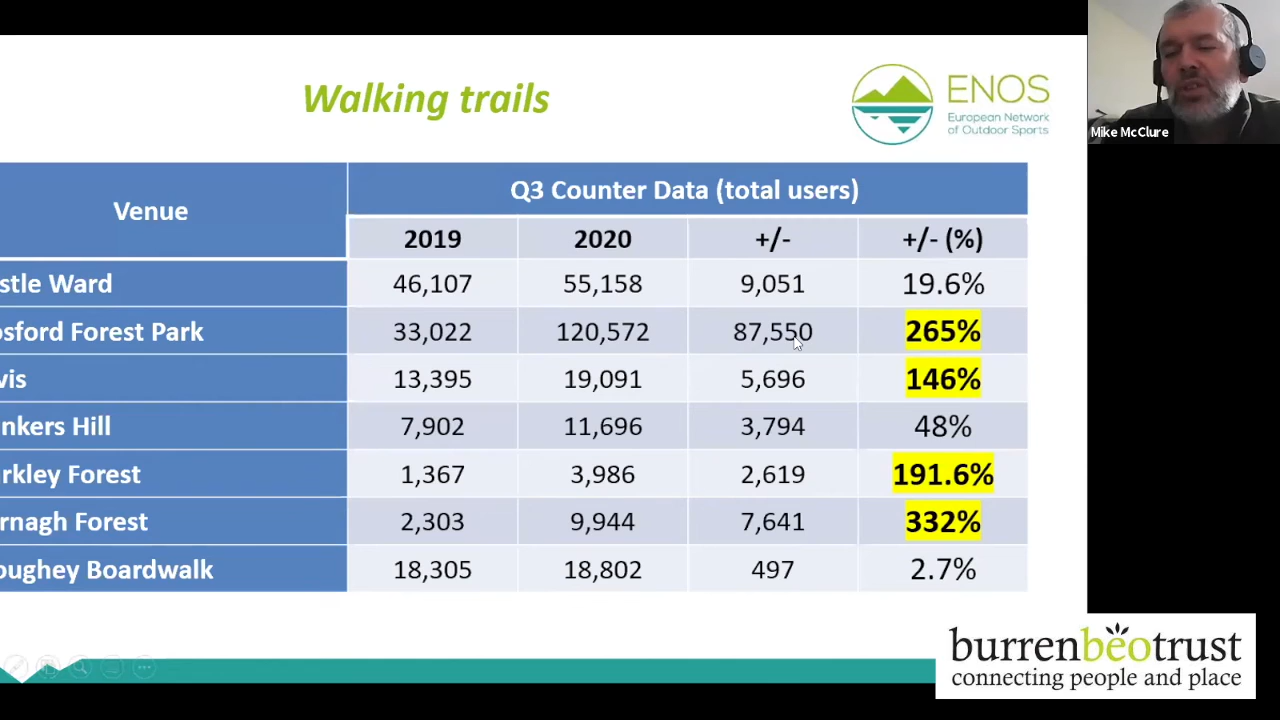 Walking trails
ENOS
European Network
of Outdoor Sports
Mike McClure
Venue
Q3 Counter Data (total users)
2019 2020 +/- +/- (%)
stle Ward 46,107 55,158 9,051 19.6%
osford Forest Park 33,022 120,572 87,550 265%
vis 13,395 19,091 5,696 146%
nkers Hill 7,902 11,696 3,794 48%
rkley Forest 1,367 3,986 2,619 191.6%
rnagh Forest 2,303 9,944 7,641 332%
oughey Boardwalk 18,305 18,802 497 2.7%
burrenbeotrust
connecting people and place